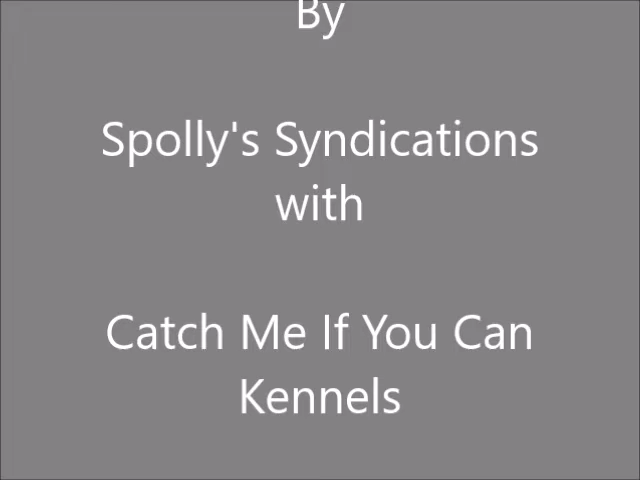 By
Spolly's Syndications
with
Catch Me If You Can
Kennels